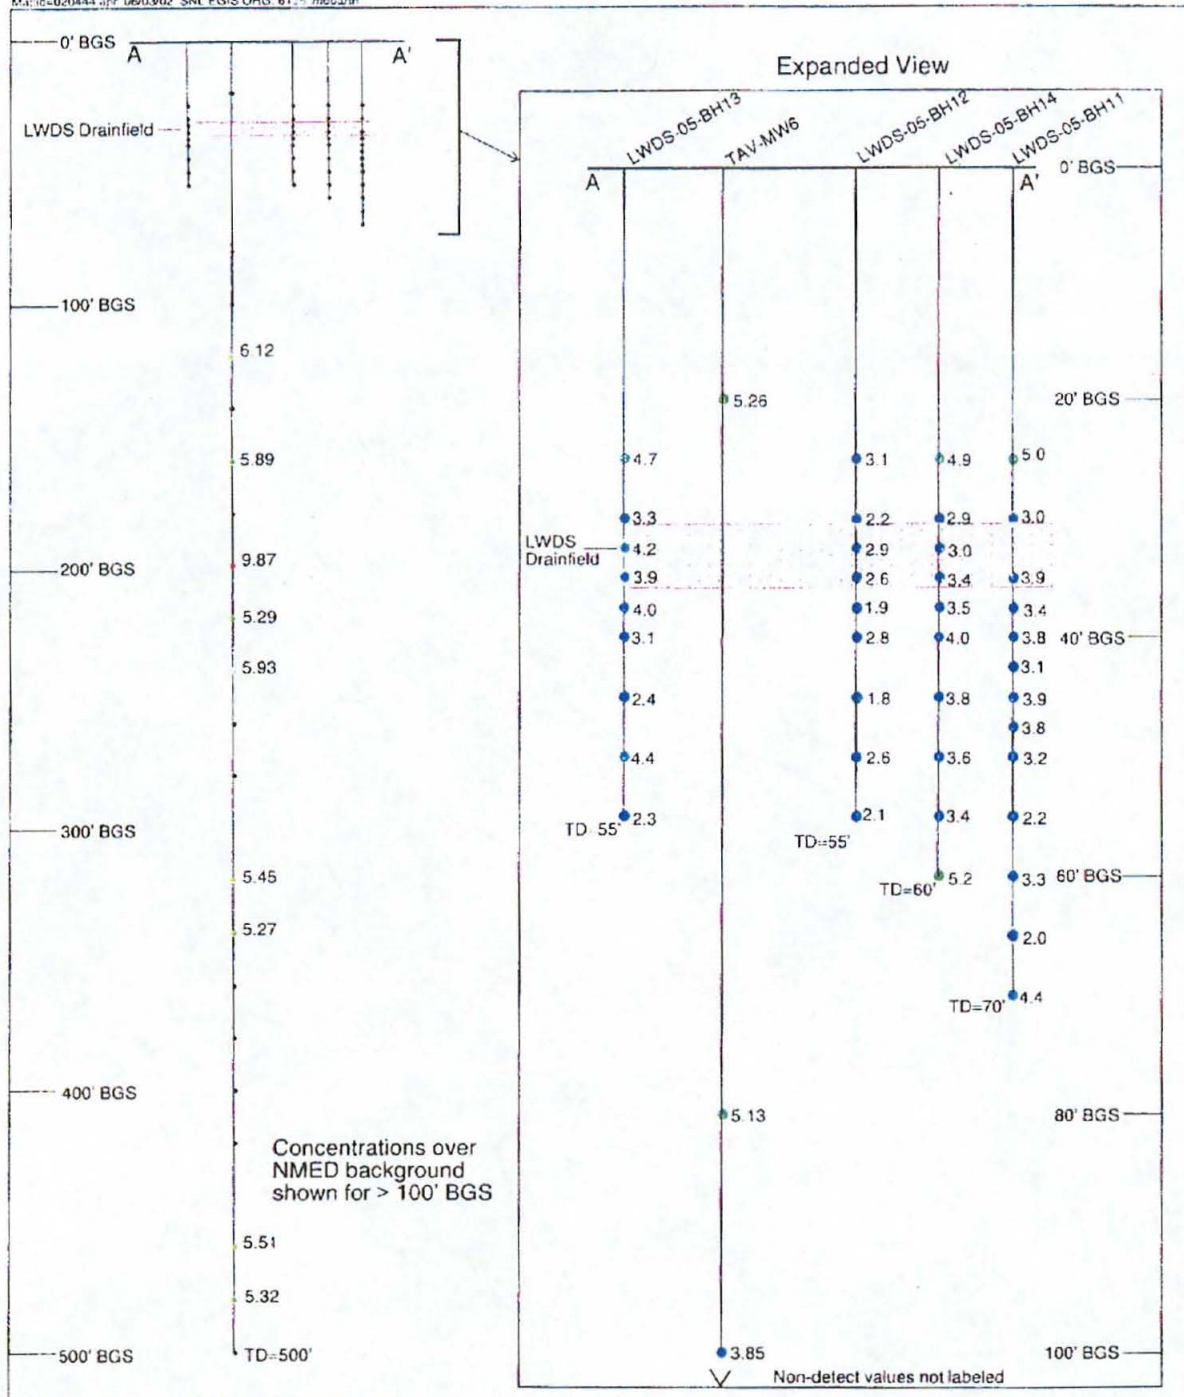 0' BGS
A A'
LWDS Drainfield
100' BGS
6.12
5.89
9.87
200' BGS
5.29
5.93
300' BGS
5.45
5.27
400' BGS
Concentrations over
NMED background
shown for > 100' BGS
5.51
5.32
500' BGS
TD=500'
Expanded View
LWDS-05-BH13
TAV-MW6
LWDS-05-BH12
LWDS-05-BH14
LWDS-05-BH11
A A'
0' BGS
5.26 20' BGS
4.7 3.1 4.9 5.0
3.3 2.2 2.9 3.0
LWDS
Drainfield
4.2 2.9 3.0
3.9 2.6 3.4 3.9
4.0 1.9 3.5 3.4
3.1 2.8 4.0 3.8 40' BGS
3.1
2.4 1.8 3.8 3.9
3.8
4.4 2.6 3.6 3.2
2.3 2.1 3.4 2.2
TD=55' TD=55'
TD=60' 5.2 3.3 60' BGS
2.0
TD=70' 4.4
5.13 80' BGS
3.85 100' BGS
Non-detect values not labeled